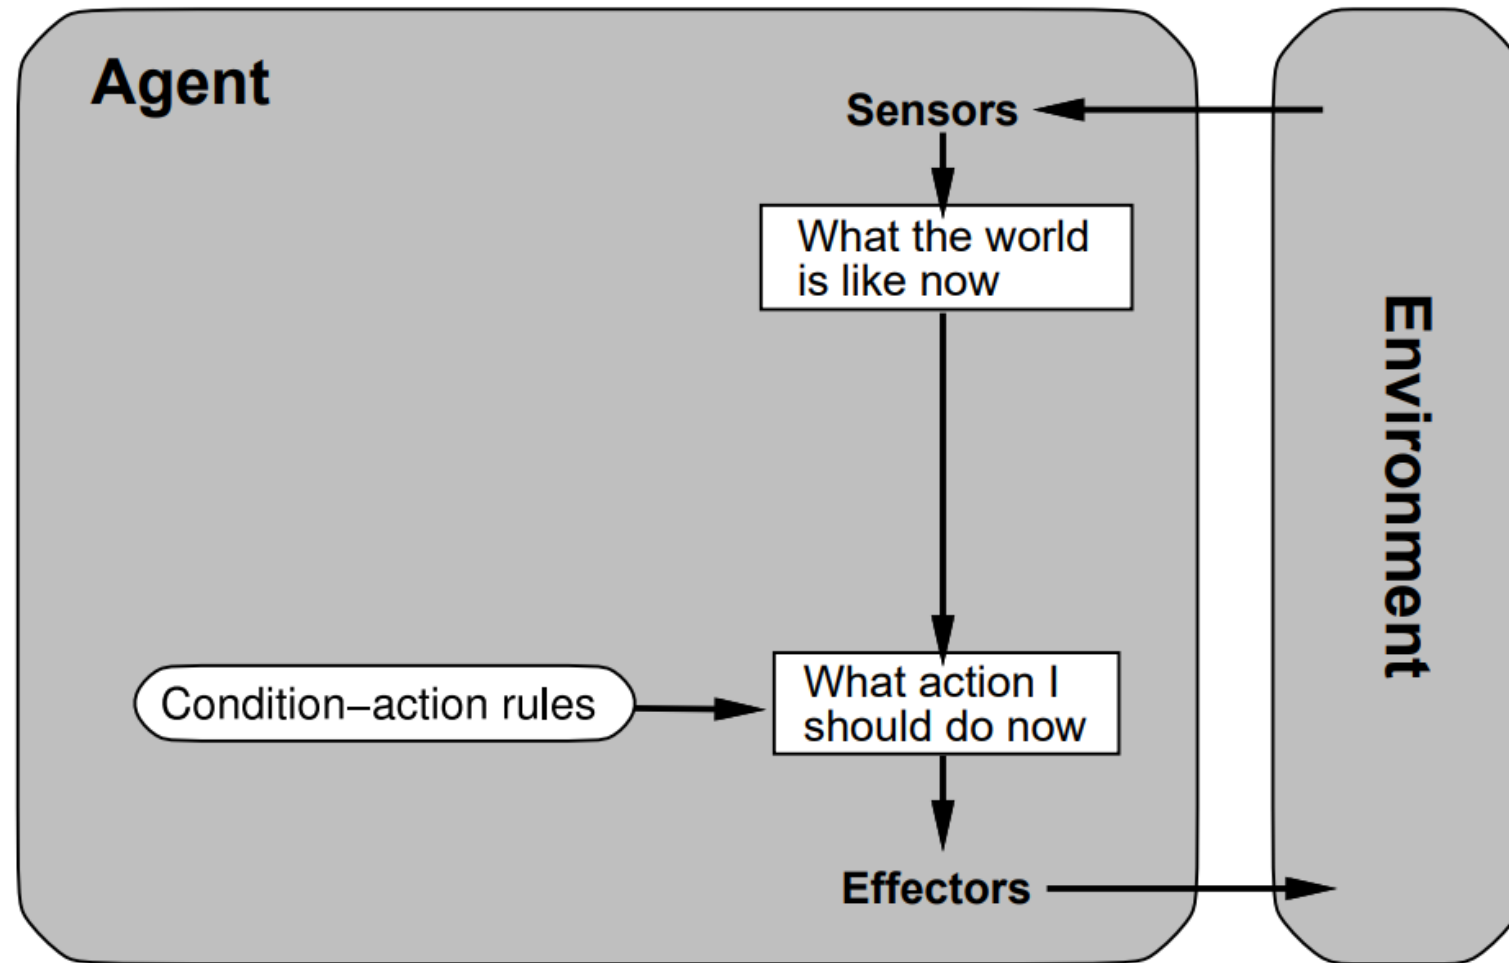 Agent
Sensors
What the world
is like now
Environment
Condition–action rules
What action I
should do now
Effectors